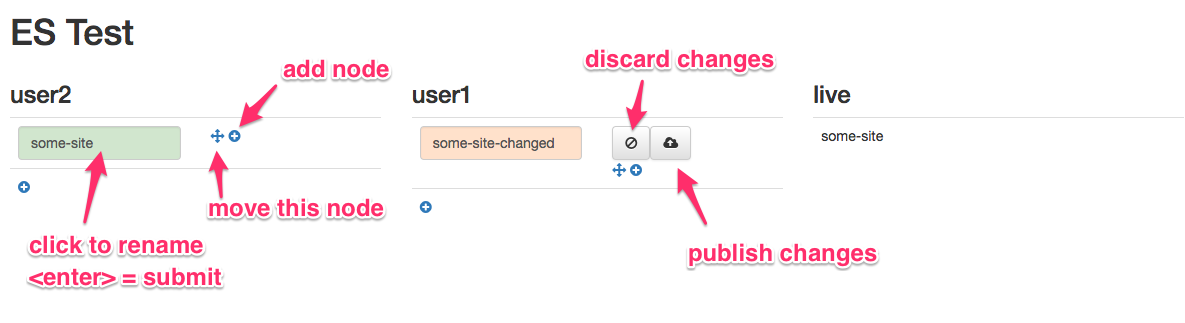 ES Test
discard changes
add node
user2
user1
live
some-site
some-site-changed
some-site
move this node
click to rename
<enter> = submit
publish changes